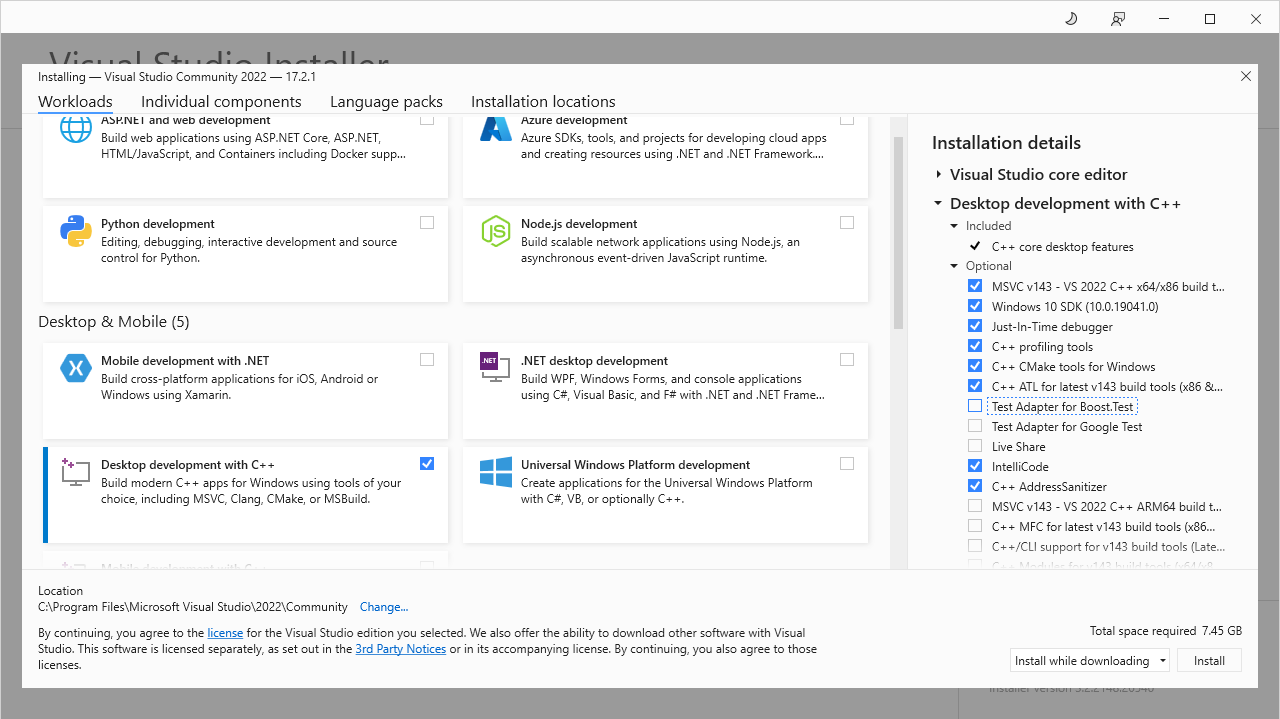 Visual Studio Installer
Installing — Visual Studio Community 2022 — 17.2.1
Workloads
Individual components
Language packs
Installation locations
ASP.NET and web development
Build web applications using ASP.NET Core, ASP.NET,
HTML/JavaScript, and Containers including Docker supp...
Azure development
Azure SDKs, tools, and projects for developing cloud apps
and creating resources using .NET and .NET Framework....
Python development
Editing, debugging, interactive development and source
control for Python.
Node.js development
Build scalable network applications using Node.js, an
asynchronous event-driven JavaScript runtime.
Desktop & Mobile (5)
Mobile development with .NET
Build cross-platform applications for iOS, Android or
Windows using Xamarin.
.NET
.NET desktop development
Build WPF, Windows Forms, and console applications
using C#, Visual Basic, and F# with .NET and .NET Frame...
Desktop development with C++
Build modern C++ apps for Windows using tools of your
choice, including MSVC, Clang, CMake, or MSBuild.
Universal Windows Platform development
Create applications for the Universal Windows Platform
with C#, VB, or optionally C++.
Mobile development with C++
Installation details
Visual Studio core editor
Desktop development with C++
Included
C++ core desktop features
Optional
MSVC v143 - VS 2022 C++ x64/x86 build t...
Windows 10 SDK (10.0.19041.0)
Just-In-Time debugger
C++ profiling tools
C++ CMake tools for Windows
C++ ATL for latest v143 build tools (x86 &...
Test Adapter for Boost.Test
Test Adapter for Google Test
Live Share
IntelliCode
C++ AddressSanitizer
MSVC v143 - VS 2022 C++ ARM64 build t...
C++ MFC for latest v143 build tools (x86...
C++/CLI support for v143 build tools (Late...
C++ Modules for v143 build tools (x64/x8...
Location
C:\Program Files\Microsoft Visual Studio\2022\Community Change...
By continuing, you agree to the license for the Visual Studio edition you selected. We also offer the ability to download other software with Visual
Studio. This software is licensed separately, as set out in the 3rd Party Notices or in its accompanying license. By continuing, you also agree to those
licenses.
Total space required 7.45 GB
Install while downloading
Install
Installer version